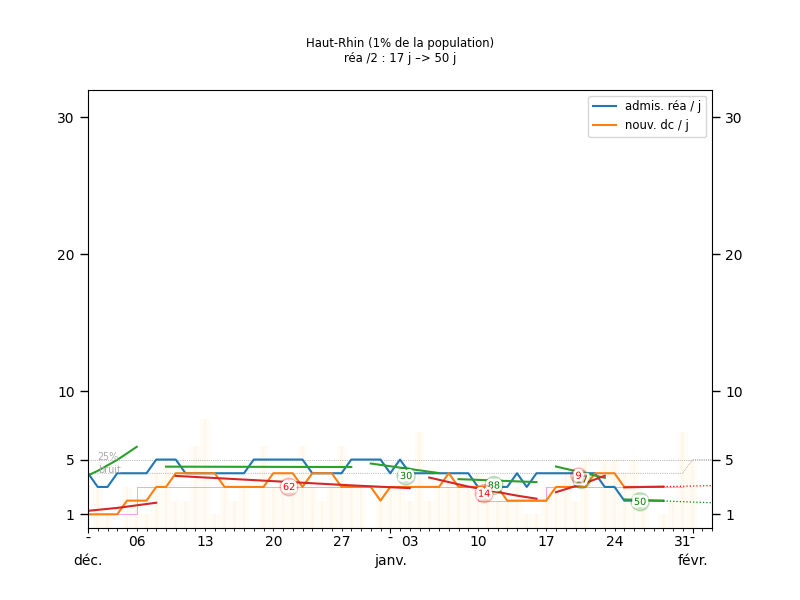 Haut-Rhin (1% de la population)
réa /2 : 17 j –> 50 j
admis. réa / j
nouv. dc / j
30 30
20 20
10 10
5 5
1 1
25%
bruit
62
30
88
14
9
50
- 06 13 20 27 - 03 10 17 24 31 -
déc. janv. févr.